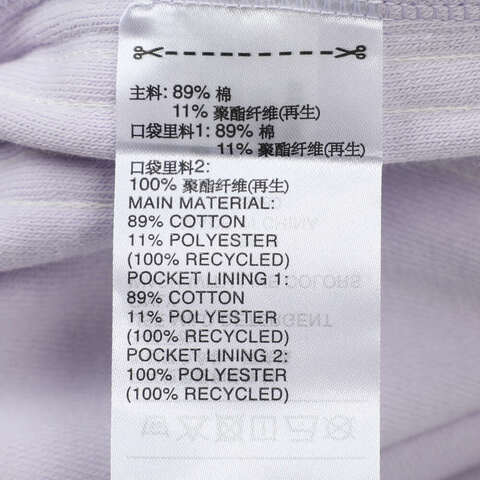 主料: 89% 棉
11% 聚酯纤维(再生)
口袋里料1: 89% 棉
11% 聚酯纤维(再生)
口袋里料2:
100% 聚酯纤维(再生)
MAIN MATERIAL:
89% COTTON
11% POLYESTER
(100% RECYCLED)
POCKET LINING 1:
89% COTTON
11% POLYESTER
(100% RECYCLED)
POCKET LINING 2:
100% POLYESTER
(100% RECYCLED)